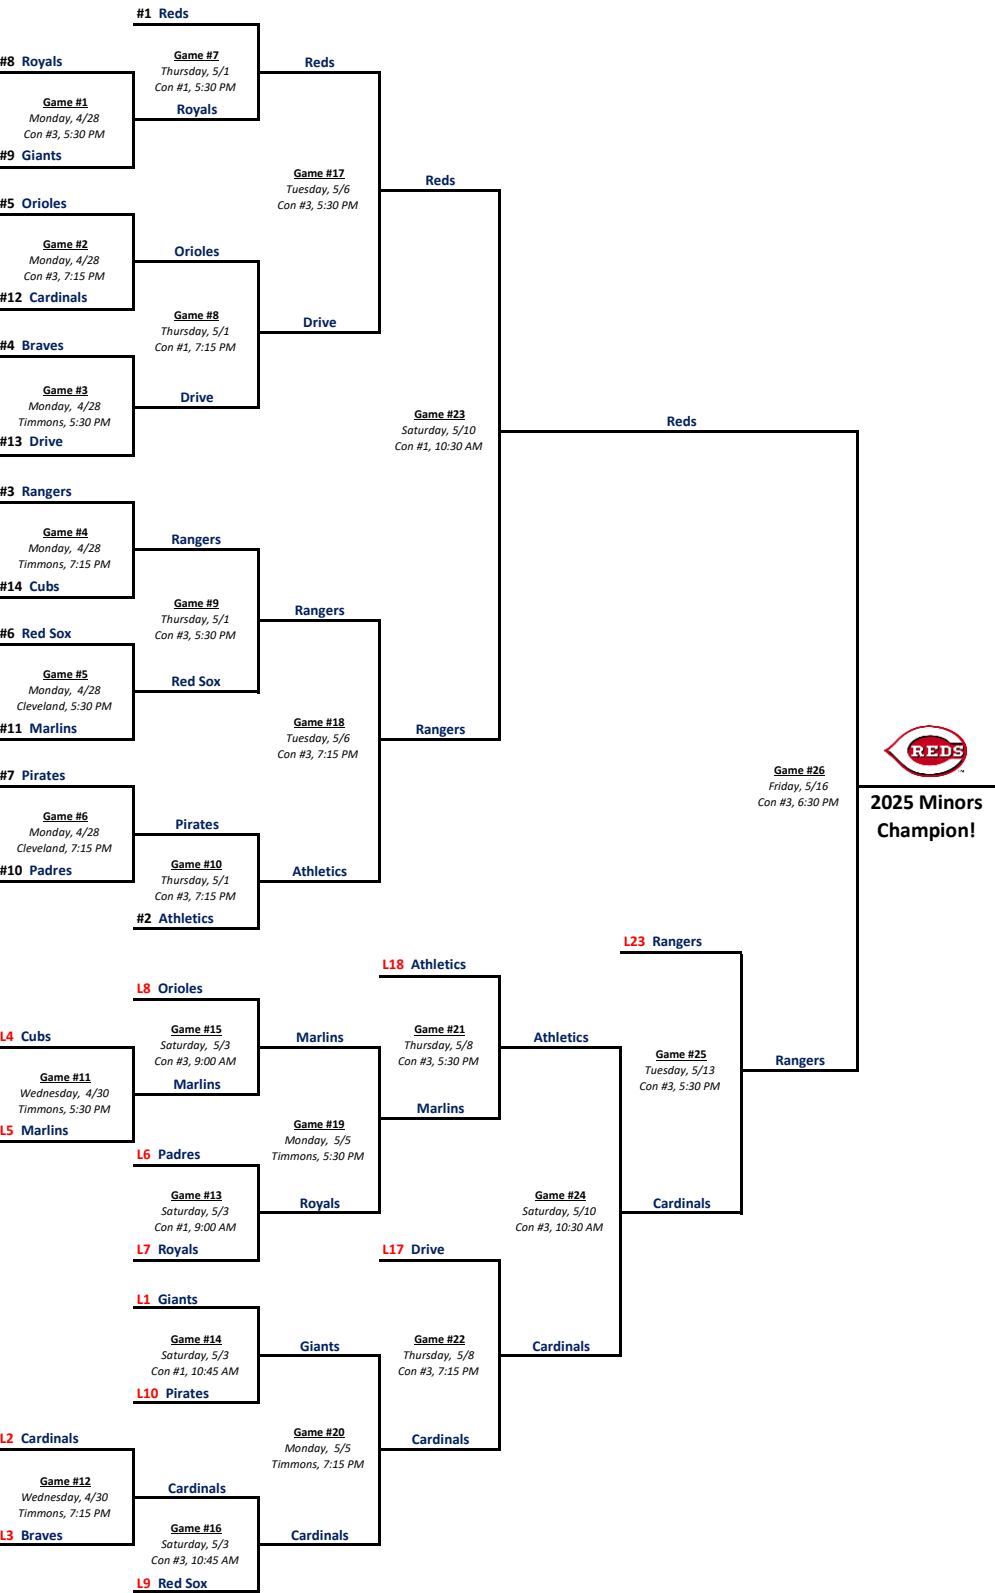 #1 Reds
#8 Royals
Game #7
Thursday, 5/1
Con #1, 5:30 PM
Reds
Game #1
Monday, 4/28
Con #3, 5:30 PM
Royals
#9 Giants
Game #17
Tuesday, 5/6
Con #3, 5:30 PM
Reds
#5 Orioles
Game #2
Monday, 4/28
Con #3, 7:15 PM
Orioles
#12 Cardinals
Game #8
Thursday, 5/1
Con #1, 7:15 PM
Drive
#4 Braves
Game #3
Monday, 4/28
Timmons, 5:30 PM
Drive
#13 Drive
Game #23
Saturday, 5/10
Con #1, 10:30 AM
Reds
#3 Rangers
Game #4
Monday, 4/28
Timmons, 7:15 PM
Rangers
#14 Cubs
Game #9
Thursday, 5/1
Con #3, 5:30 PM
Rangers
#6 Red Sox
Game #5
Monday, 4/28
Cleveland, 5:30 PM
Red Sox
#11 Marlins
Game #18
Tuesday, 5/6
Con #3, 7:15 PM
Rangers
REDS
Game #26
Friday, 5/16
Con #3, 6:30 PM
2025 Minors
Champion!
#7 Pirates
Game #6
Monday, 4/28
Cleveland, 7:15 PM
Pirates
#10 Padres
Game #10
Thursday, 5/1
Con #3, 7:15 PM
Athletics
#2 Athletics
L23 Rangers
L18 Athletics
L8 Orioles
L4 Cubs
Game #15
Saturday, 5/3
Con #3, 9:00 AM
Marlins
Game #21
Thursday, 5/8
Con #3, 5:30 PM
Athletics
Game #25
Tuesday, 5/13
Con #3, 5:30 PM
Rangers
Game #11
Wednesday, 4/30
Timmons, 5:30 PM
Marlins
Marlins
L5 Marlins
Game #19
Monday, 5/5
Timmons, 5:30 PM
L6 Padres
Game #13
Saturday, 5/3
Con #1, 9:00 AM
Royals
Game #24
Saturday, 5/10
Con #3, 10:30 AM
Cardinals
L7 Royals
L17 Drive
L1 Giants
Game #14
Saturday, 5/3
Con #1, 10:45 AM
Giants
Game #22
Thursday, 5/8
Con #3, 7:15 PM
Cardinals
L10 Pirates
L2 Cardinals
Game #20
Monday, 5/5
Timmons, 7:15 PM
Cardinals
Game #12
Wednesday, 4/30
Timmons, 7:15 PM
Cardinals
L3 Braves
Game #16
Saturday, 5/3
Con #3, 10:45 AM
Cardinals
L9 Red Sox